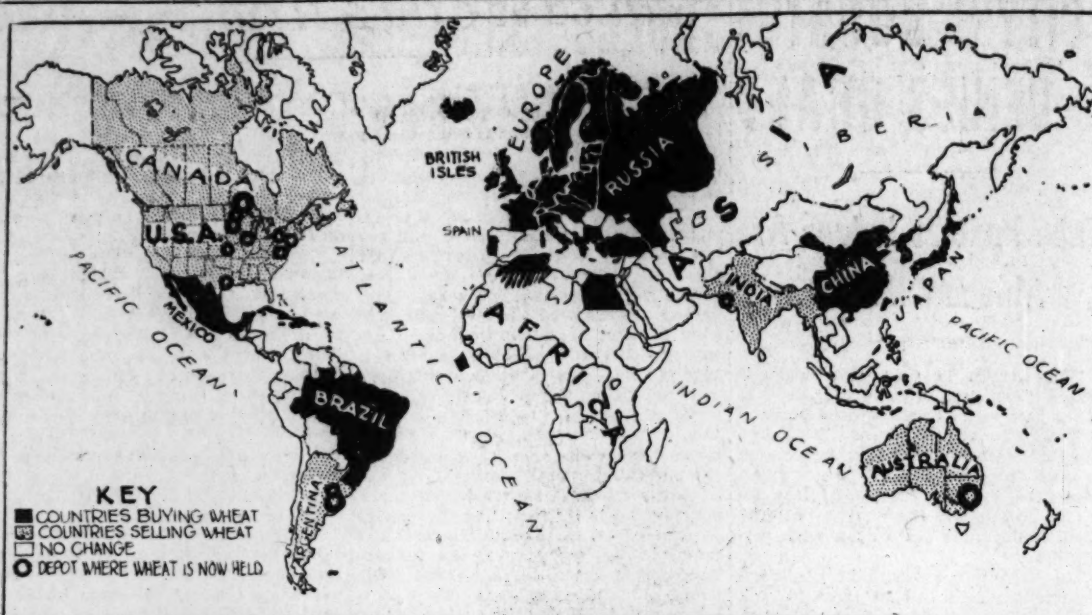 EUROPE
ASIA
SIBERIA
CANADA
BRITISH
ISLES
RUSSIA
U.S.A.
SPAIN
ATLANTIC
OCEAN
PACIFIC
OCEAN
MEXICO
INDIA
CHINA
JAPAN
AFRICA
PACIFIC OCEAN
BRAZIL
INDIAN OCEAN
AUSTRALIA
ARGENTINA
KEY
COUNTRIES BUYING WHEAT
COUNTRIES SELLING WHEAT
NO CHANGE
DEPOT WHERE WHEAT IS NOW HELD